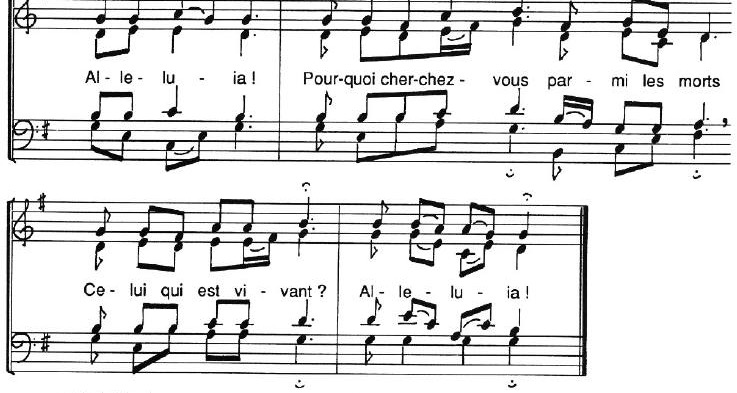 Al - le - lu - ia ! Pour-quoi cher-chez - vous par - mi les morts
Ce - lui qui est vi - vant ? Al - le - lu - ia !